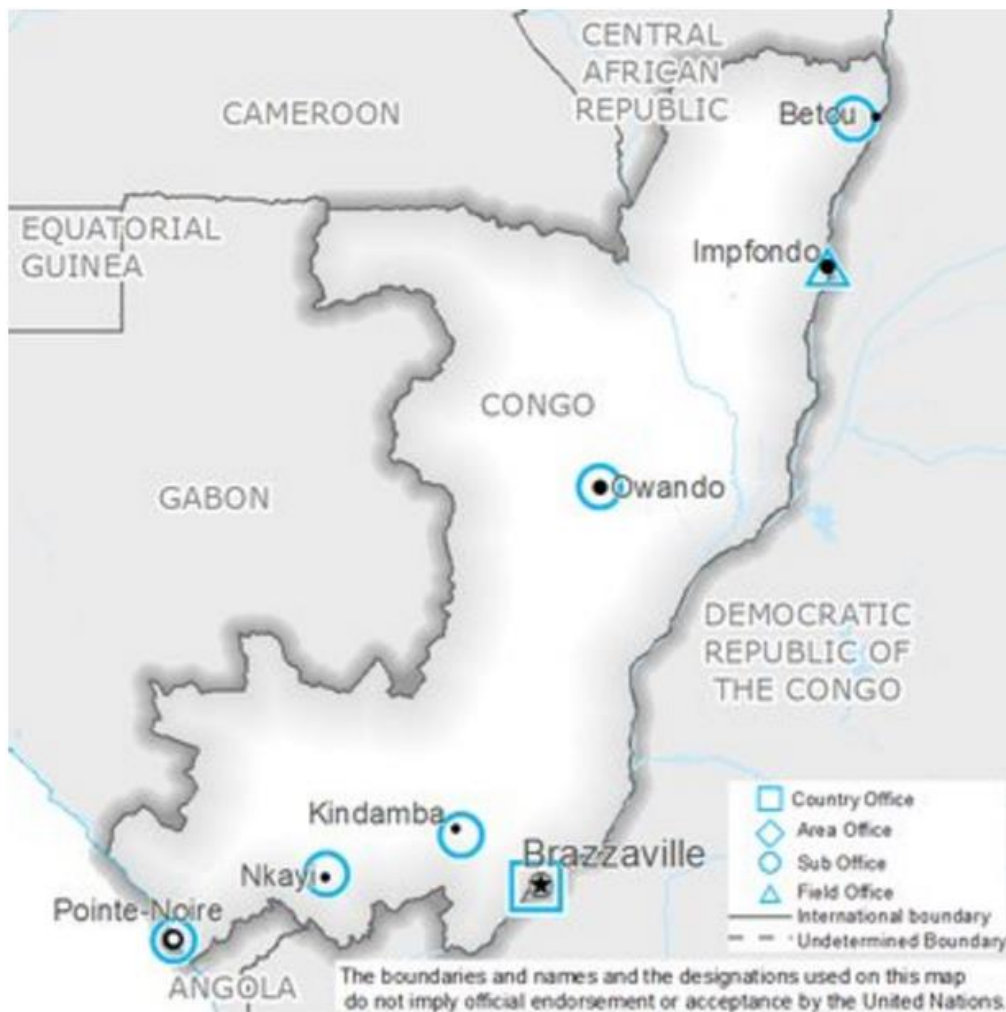 CENTRAL
AFRICAN
REPUBLIC
CAMEROON
Betou
EQUATORIAL
GUINEA
Impfondo
CONGO
GABON
Owando
DEMOCRATIC
REPUBLIC OF
THE CONGO
Kindamba
Brazzaville
Nkayi
Pointe-Noire
ANGOLA
Country Office
Area Office
Sub Office
Field Office
International boundary
Undetermined Boundary
The boundaries and names and the designations used on this map
do not imply official endorsement or acceptance by the United Nations.